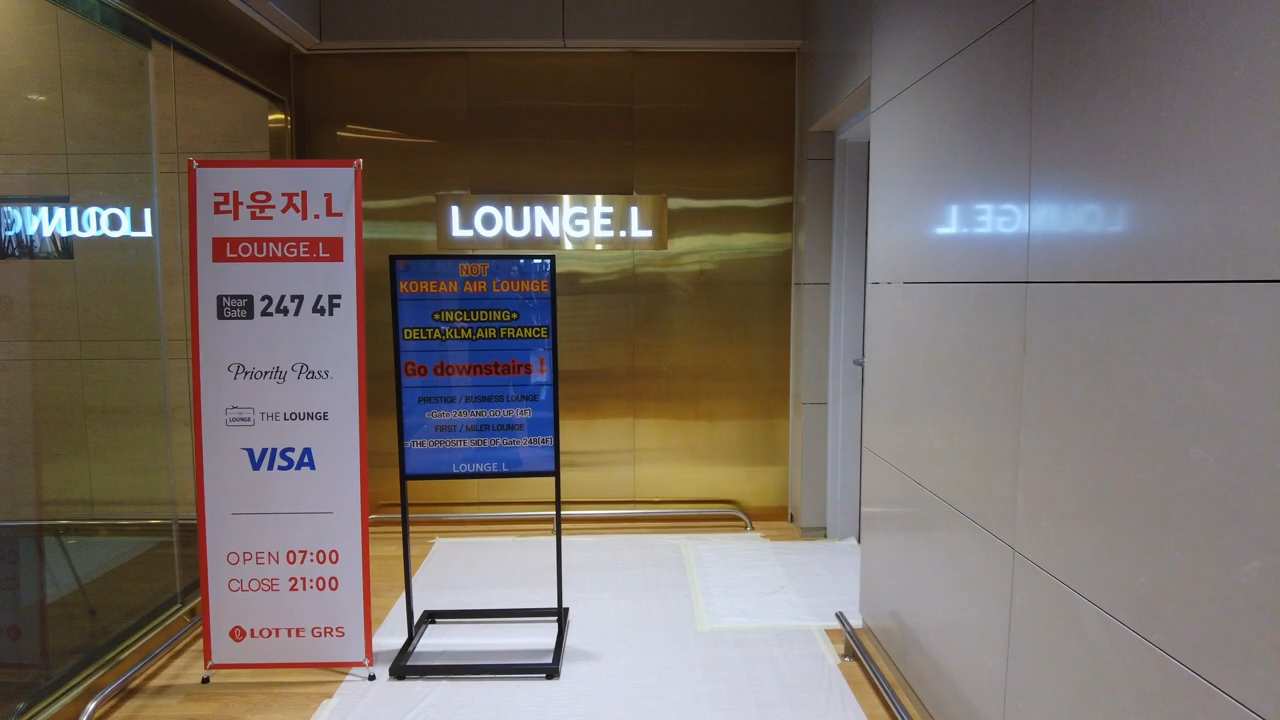 라운지.L
LOUNGE.L
Near
Gate
247 4F
Priority Pass
THE
LOUNGE
THE LOUNGE
VISA
OPEN 07:00
CLOSE 21:00
LOTTE GRS
LOUNGE.L
NOT
KOREAN AIR LOUNGE
*INCLUDING*
DELTA,KLM,AIR FRANCE
Go downstairs ↓
PRESTIGE / BUSINESS LOUNGE
=Gate 249 AND GO UP (4F)
FIRST / MILER LOUNGE
=THE OPPOSITE SIDE OF Gate 248(4F)
LOUNGE.L